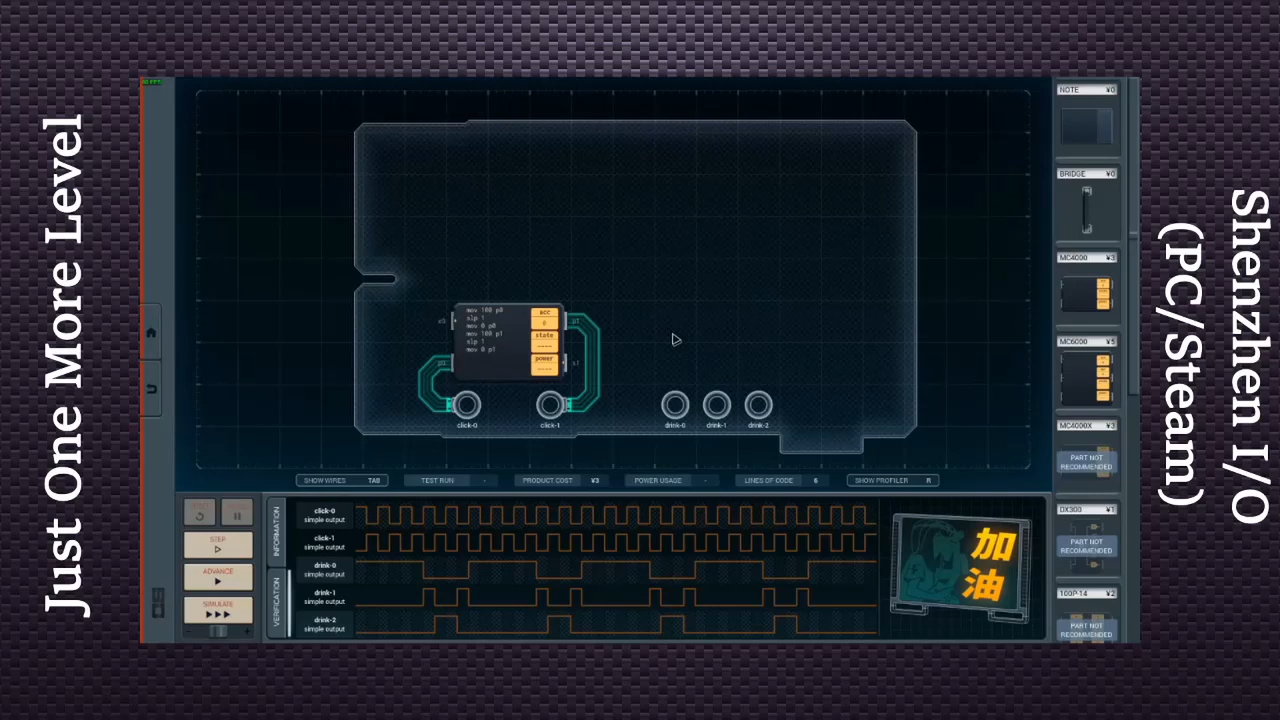 Just One More Level
Shenzhen I/O
(PC/Steam)
NOTE ¥0
BRIDGE ¥0
MC4000 ¥3
MC6000 ¥5
MC4000X ¥3
PART NOT
RECOMMENDED
DX300 ¥1
PART NOT
RECOMMENDED
100P-14 ¥2
PART NOT
RECOMMENDED
mov 100 p0
slp 1
mov 0 p0
mov 100 p1
slp 1
mov 0 p1
acc
0
state
----
power
----
x0
p0
p1
x1
click-0
click-1
drink-0
drink-1
drink-2
SHOW WIRES TAB
TEST RUN -
PRODUCT COST ¥3
POWER USAGE -
LINES OF CODE 6
SHOW PROFILER R
STEP
ADVANCE
SIMULATE
- +
INFORMATION
VERIFICATION
click-0
simple output
click-1
simple output
drink-0
simple output
drink-1
simple output
drink-2
simple output
加
油